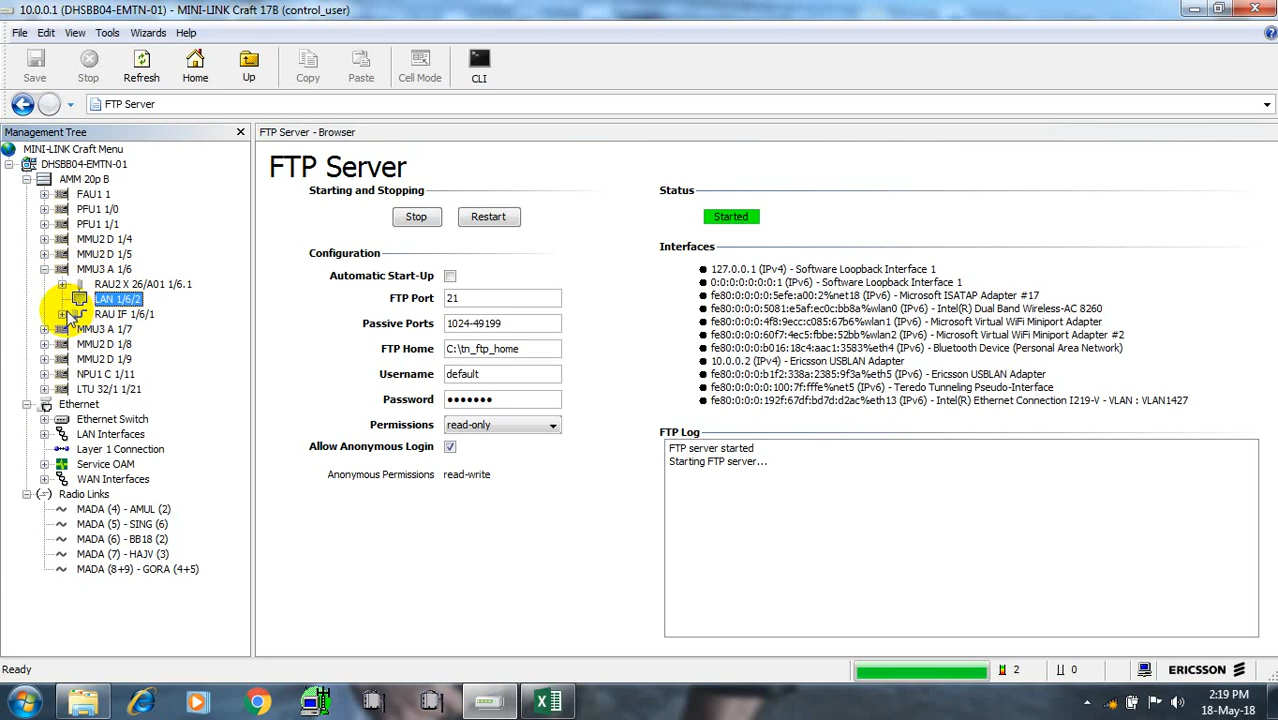 10.0.0.1 (DHSBB04-EMTN-01) - MINI-LINK Craft 17B (control_user)
File Edit View Tools Wizards Help
Save Stop Refresh Home Up Copy Paste Cell Mode CLI
FTP Server
Management Tree
MINI-LINK Craft Menu
DHSBB04-EMTN-01
AMM 20p B
FAU1 1
PFU1 1/0
PFU1 1/1
MMU2 D 1/4
MMU2 D 1/5
MMU3 A 1/6
RAU2 X 26/A01 1/6.1
LAN 1/6/2
RAU IF 1/6/1
MMU3 A 1/7
MMU2 D 1/8
MMU2 D 1/9
NPU1 C 1/11
LTU 32/1 1/21
Ethernet
Ethernet Switch
LAN Interfaces
Layer 1 Connection
Service OAM
WAN Interfaces
Radio Links
MADA (4) - AMUL (2)
MADA (5) - SING (6)
MADA (6) - BB18 (2)
MADA (7) - HAJV (3)
MADA (8+9) - GORA (4+5)
FTP Server - Browser
FTP Server
Starting and Stopping
Stop Restart
Configuration
Automatic Start-Up
FTP Port 21
Passive Ports 1024-49199
FTP Home C:\tn_ftp_home
Username default
Password •••••••
Permissions read-only
Allow Anonymous Login
Anonymous Permissions read-write
Status
Started
Interfaces
127.0.0.1 (IPv4) - Software Loopback Interface 1
0:0:0:0:0:0:0:1 (IPv6) - Software Loopback Interface 1
fe80:0:0:0:0:5efe:a00:2%net18 (IPv6) - Microsoft ISATAP Adapter #17
fe80:0:0:0:5081:e5af:ec0c:b8da%wlan0 (IPv6) - Intel(R) Dual Band Wireless-AC 8260
fe80:0:0:0:4f8:9ecc:c085:67b6%wlan1 (IPv6) - Microsoft Virtual WiFi Miniport Adapter
fe80:0:0:0:60f7:4ec5:fbbe:52bb%wlan2 (IPv6) - Microsoft Virtual WiFi Miniport Adapter #2
fe80:0:0:0:b016:18c4:aac1:3583%eth4 (IPv6) - Bluetooth Device (Personal Area Network)
10.0.0.2 (IPv4) - Ericsson USBLAN Adapter
fe80:0:0:0:b1f2:338a:2385:9f3a%eth5 (IPv6) - Ericsson USBLAN Adapter
fe80:0:0:0:0:100:7f:fffe%net5 (IPv6) - Teredo Tunneling Pseudo-Interface
fe80:0:0:0:192f:67df:bd7d:d2ac%eth13 (IPv6) - Intel(R) Ethernet Connection I219-V - VLAN : VLAN1427
FTP Log
FTP server started
Starting FTP server...
Ready
2 0 ERICSSON
2:19 PM
18-May-18